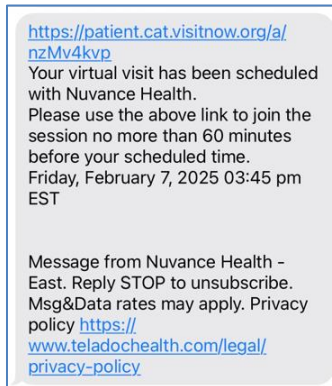 https://patient.cat.visitnow.org/a/
nzMv4kvp
Your virtual visit has been scheduled
with Nuvance Health.
Please use the above link to join the
session no more than 60 minutes
before your scheduled time.
Friday, February 7, 2025 03:45 pm
EST
Message from Nuvance Health -
East. Reply STOP to unsubscribe.
Msg&Data rates may apply. Privacy
policy https://
www.teladochealth.com/legal/
privacy-policy